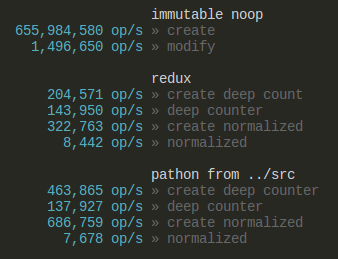 immutable noop
655,984,580 op/s » create
1,496,650 op/s » modify
redux
204,571 op/s » create deep count
143,950 op/s » deep counter
322,763 op/s » create normalized
8,442 op/s » normalized
pathon from ../src
463,865 op/s » create deep counter
137,927 op/s » deep counter
686,759 op/s » create normalized
7,678 op/s » normalized